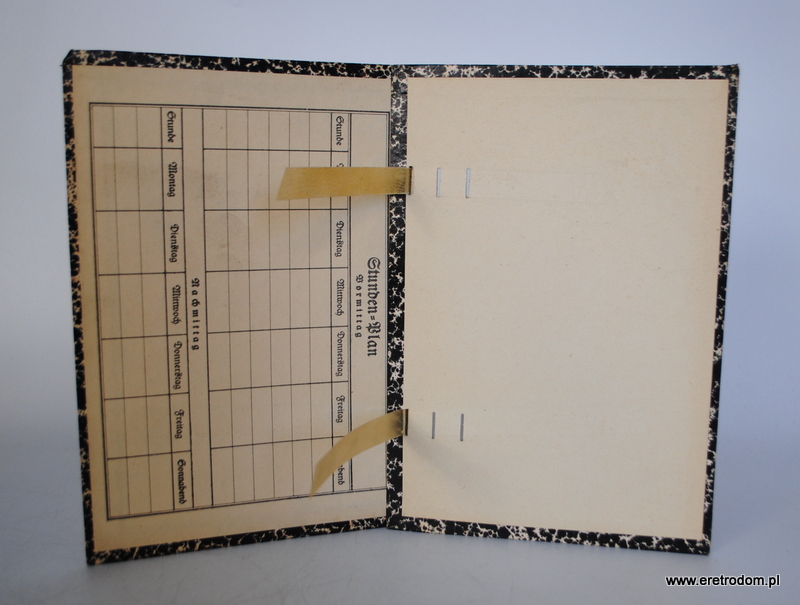 Stunden=Plan
Vormittag
Stunde Dienstag Mittwoch Donnerstag Freitag
Nachmittag
Stunde Montag Dienstag Mittwoch Donnerstag Freitag Sonnabend
www.eretrodom.pl